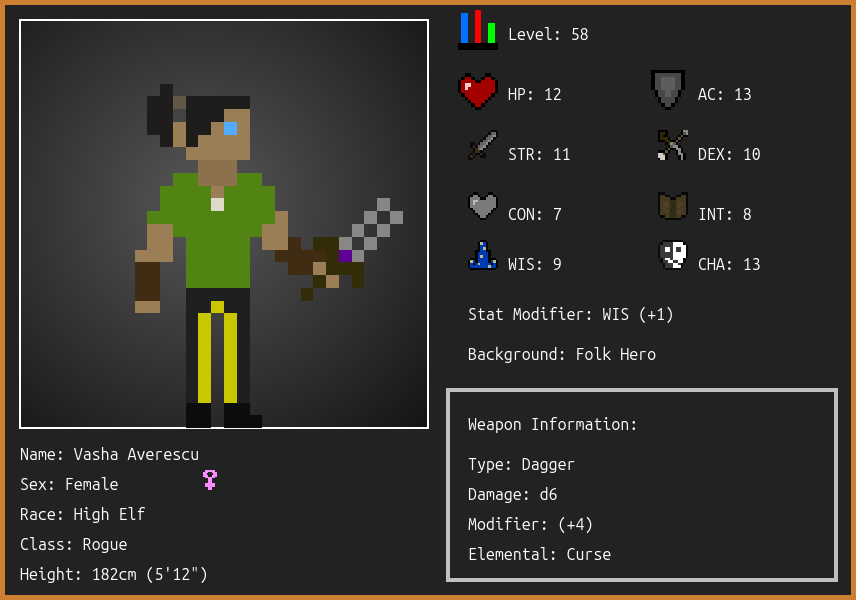 Level: 58
HP: 12
AC: 13
STR: 11
DEX: 10
CON: 7
INT: 8
WIS: 9
CHA: 13
Stat Modifier: WIS (+1)
Background: Folk Hero
Weapon Information:
Type: Dagger
Damage: d6
Modifier: (+4)
Elemental: Curse
Name: Vasha Averescu
Sex: Female
Race: High Elf
Class: Rogue
Height: 182cm (5'12")